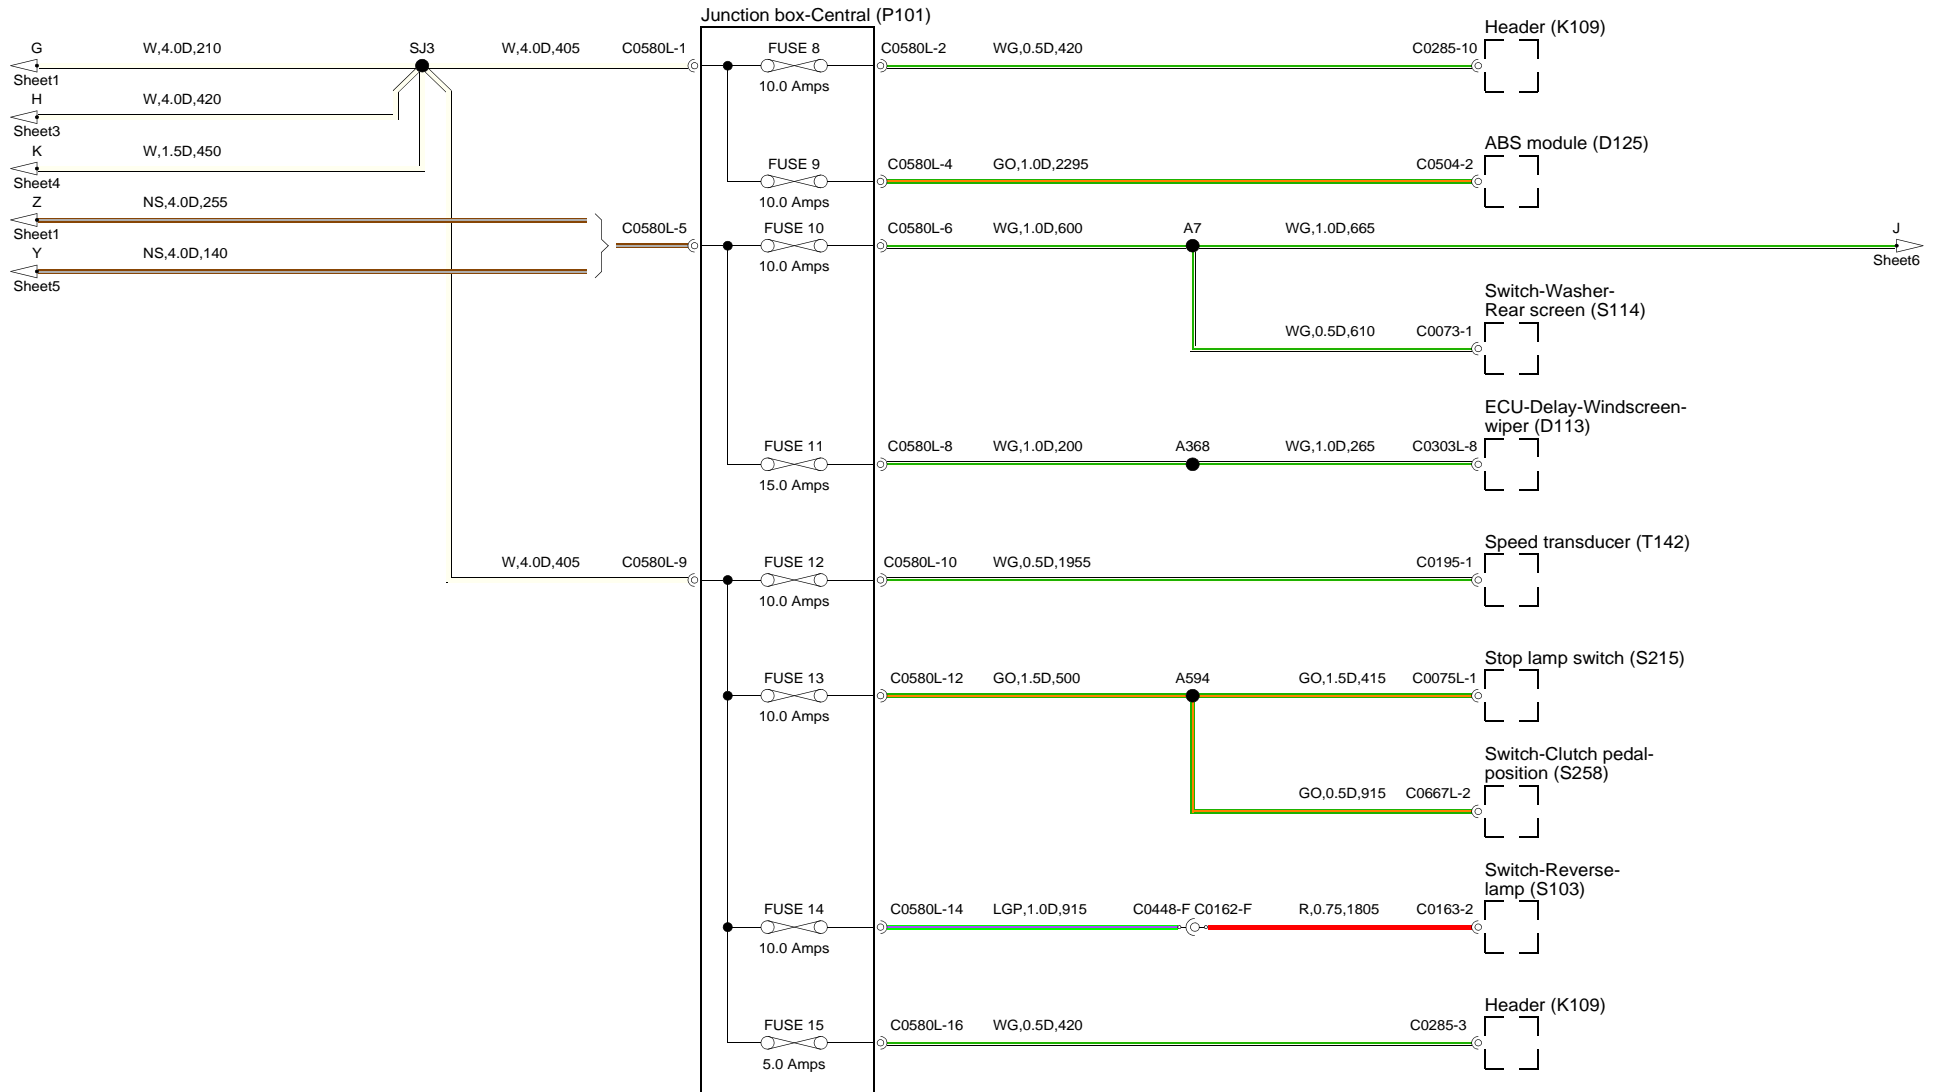 Junction box-Central (P101)
G W,4.0D,210 SJ3 W,4.0D,405 C0580L-1 FUSE 8 C0580L-2 WG,0.5D,420 C0285-10 Header (K109)
Sheet1 10.0 Amps
H W,4.0D,420
Sheet3
K W,1.5D,450 FUSE 9 C0580L-4 GO,1.0D,2295 C0504-2 ABS module (D125)
Sheet4 10.0 Amps
Z NS,4.0D,255
Sheet1 C0580L-5 FUSE 10 C0580L-6 WG,1.0D,600 A7 WG,1.0D,665 J
Y NS,4.0D,140 10.0 Amps Sheet6
Sheet5
Switch-Washer-
Rear screen (S114)
WG,0.5D,610 C0073-1
ECU-Delay-Windscreen-
wiper (D113)
FUSE 11 C0580L-8 WG,1.0D,200 A368 WG,1.0D,265 C0303L-8
15.0 Amps
Speed transducer (T142)
W,4.0D,405 C0580L-9 FUSE 12 C0580L-10 WG,0.5D,1955 C0195-1
10.0 Amps
Stop lamp switch (S215)
FUSE 13 C0580L-12 GO,1.5D,500 A594 GO,1.5D,415 C0075L-1
10.0 Amps
Switch-Clutch pedal-
position (S258)
GO,0.5D,915 C0667L-2
Switch-Reverse-
lamp (S103)
FUSE 14 C0580L-14 LGP,1.0D,915 C0448-F C0162-F R,0.75,1805 C0163-2
10.0 Amps
Header (K109)
FUSE 15 C0580L-16 WG,0.5D,420 C0285-3
5.0 Amps